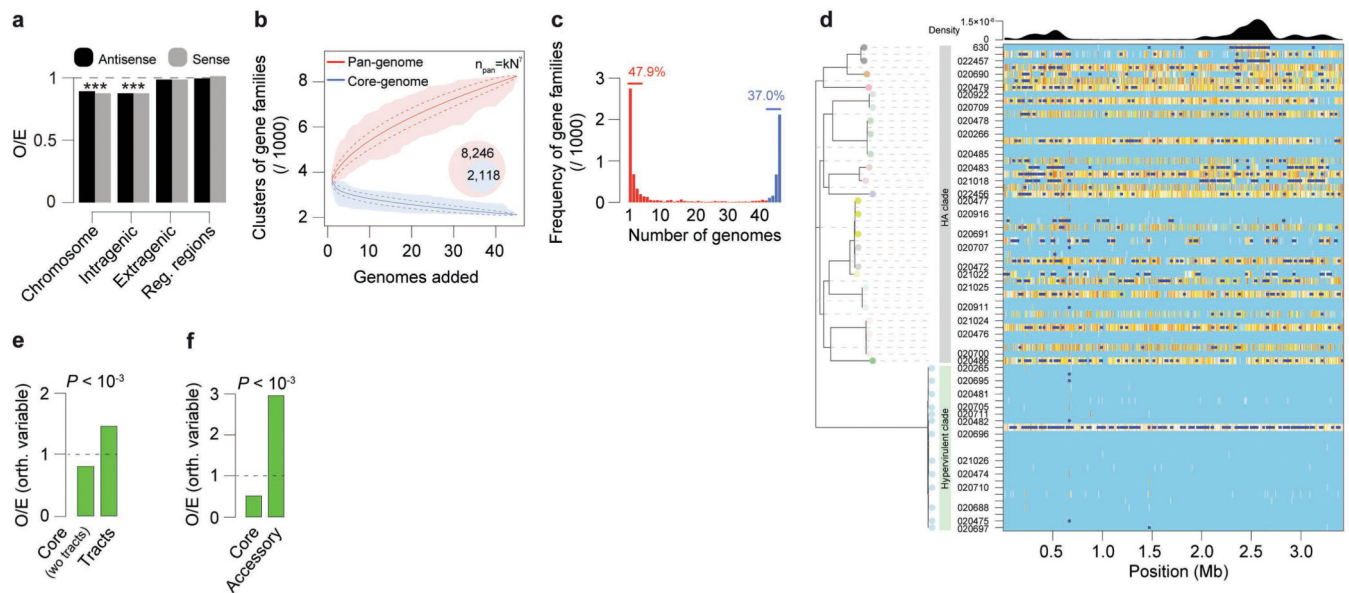 a
Antisense
Sense
O/E
1
0.5
0
***
***
Chromosome
Intragenic
Extragenic
Reg. regions
b
Pan-genome
Core-genome
n_pan=kN^γ
Clusters of gene families
(/ 1000)
8
6
4
2
8,246
2,118
0
10
20
30
40
Genomes added
c
Frequency of gene families
(/ 1000)
3
2
1
0
47.9%
37.0%
1
10
20
30
40
Number of genomes
d
Density
1.5×10⁻⁶
0
630
022457
020690
020479
020922
020709
020478
020266
020485
020483
021018
022456
020477
020916
020691
020707
020472
021022
021025
020911
021024
020476
020700
020486
020265
020695
020481
020705
020711
020482
020696
021026
020474
020710
020688
020475
020697
HA clade
Hypervirulent clade
0.5
1.0
1.5
2.0
2.5
3.0
Position (Mb)
e
P < 10⁻³
O/E (orth. variable)
2
1
0
Core
(wo tracts)
Tracts
f
P < 10⁻³
O/E (orth. variable)
3
2
1
0
Core
Accessory